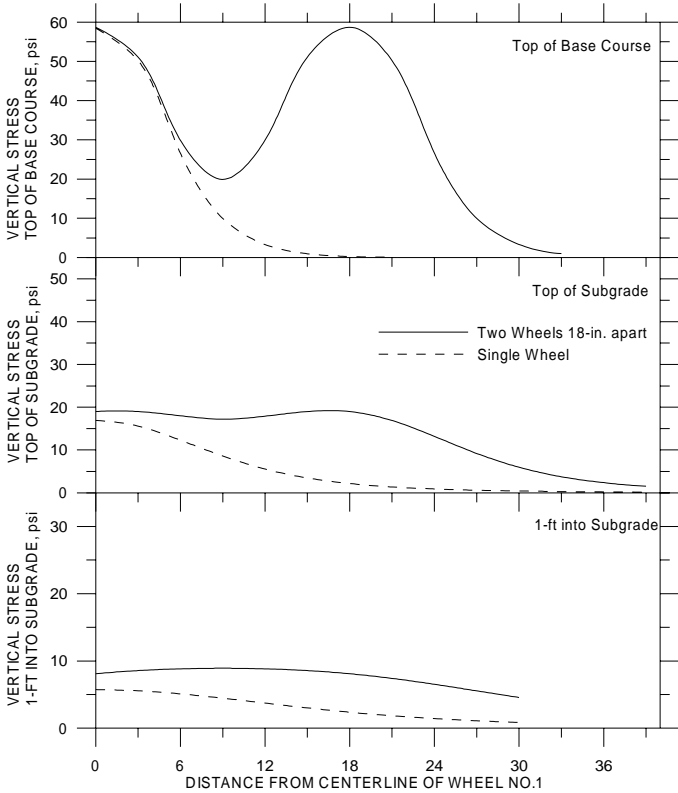 60
50
40
30
20
10
0
VERTICAL STRESS
TOP OF BASE COURSE, psi
Top of Base Course
50
40
30
20
10
0
VERTICAL STRESS
TOP OF SUBGRADE, psi
Top of Subgrade
Two Wheels 18-in. apart
Single Wheel
30
20
10
0
VERTICAL STRESS
1-FT INTO SUBGRADE, psi
1-ft into Subgrade
0 6 12 18 24 30 36
DISTANCE FROM CENTERLINE OF WHEEL NO.1